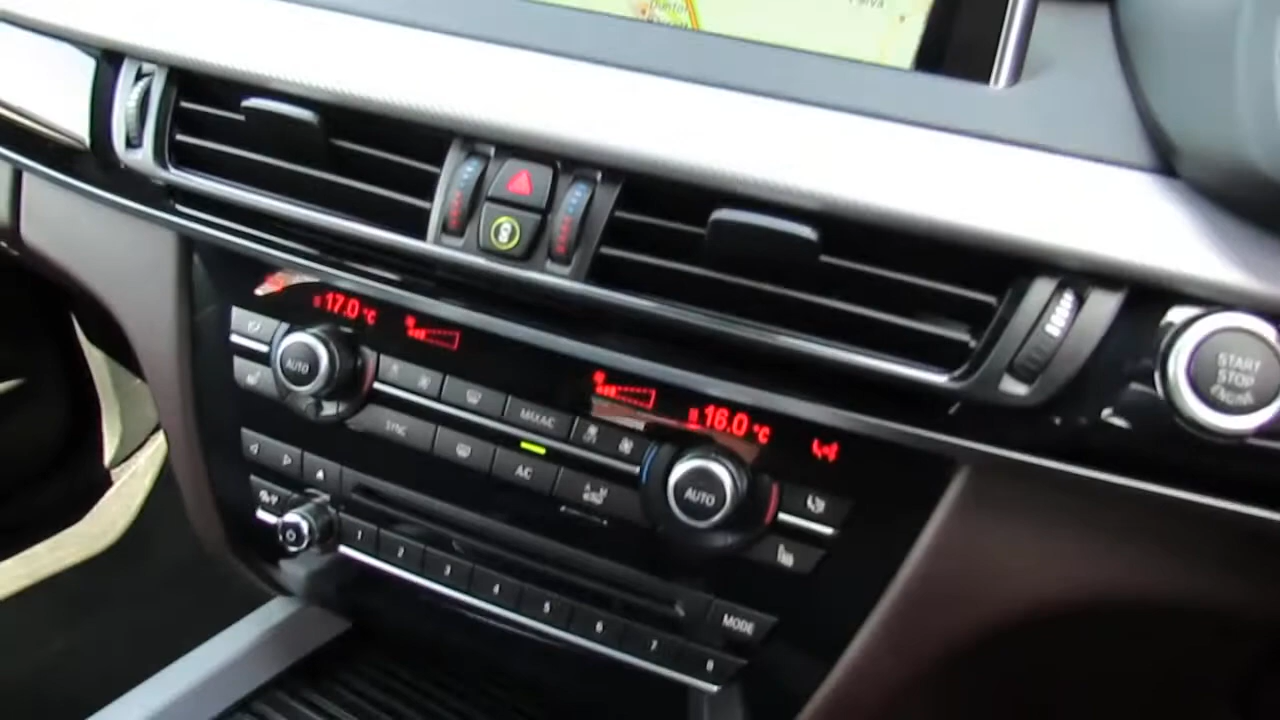 17.0 °C
16.0 °C
START
STOP
ENGINE
AUTO
MAX AC
SYNC
AC
AUTO
1
2
3
4
5
6
7
8
MODE